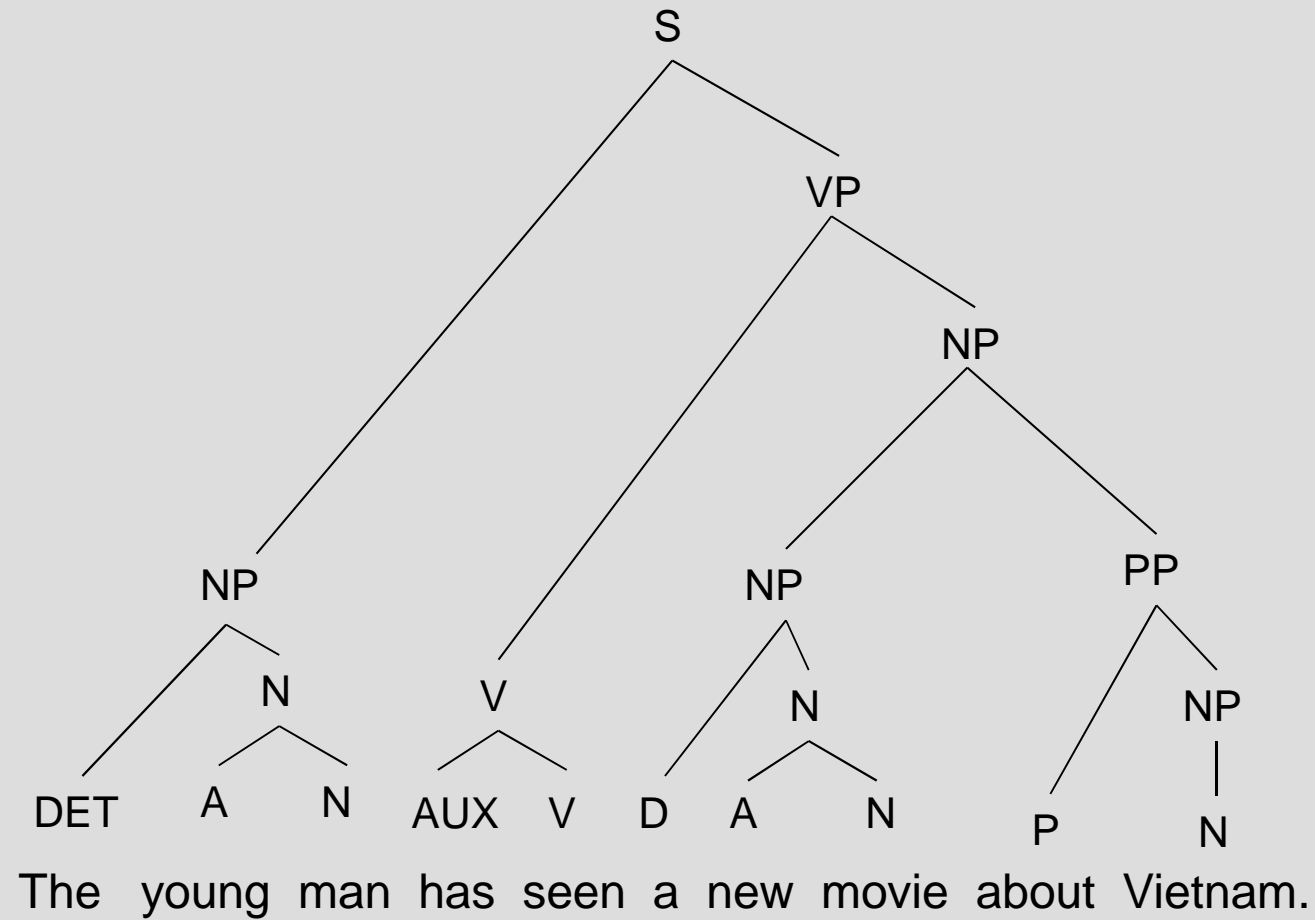 S
VP
NP
NP NP PP
N V N NP
DET A N AUX V D A N P N
The young man has seen a new movie about Vietnam.